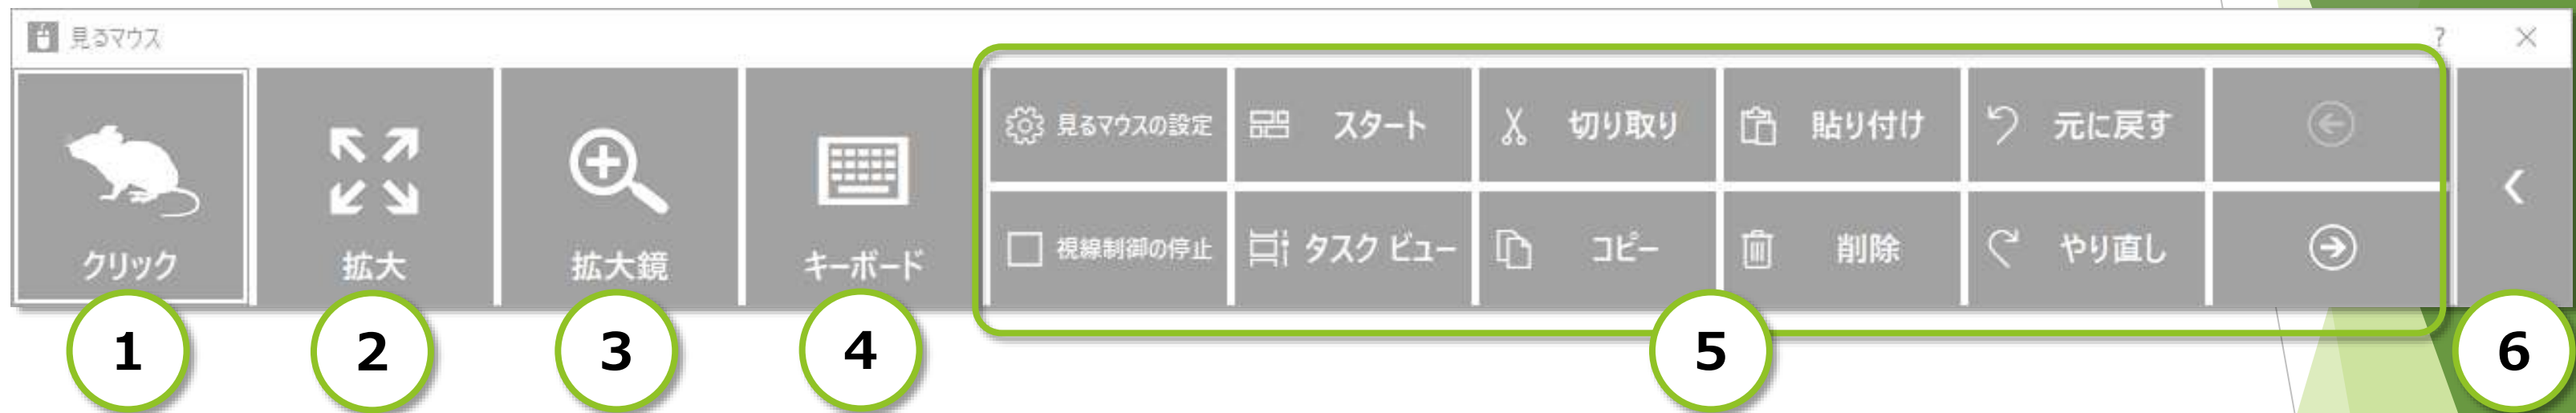 見るマウス
?
クリック
拡大
拡大鏡
キーボード
見るマウスの設定
スタート
切り取り
貼り付け
元に戻す
視線制御の停止
タスク ビュー
コピー
削除
やり直し
1
2
3
4
5
6